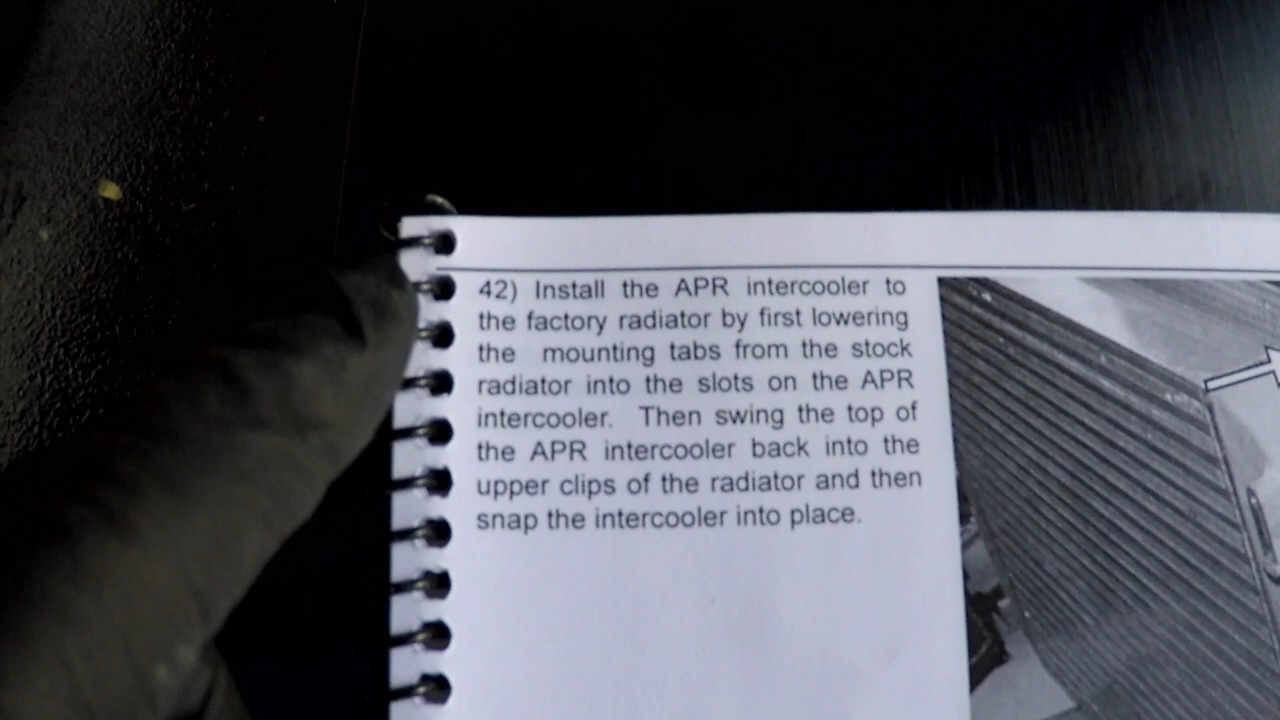 42) Install the APR intercooler to
the factory radiator by first lowering
the mounting tabs from the stock
radiator into the slots on the APR
intercooler. Then swing the top of
the APR intercooler back into the
upper clips of the radiator and then
snap the intercooler into place.